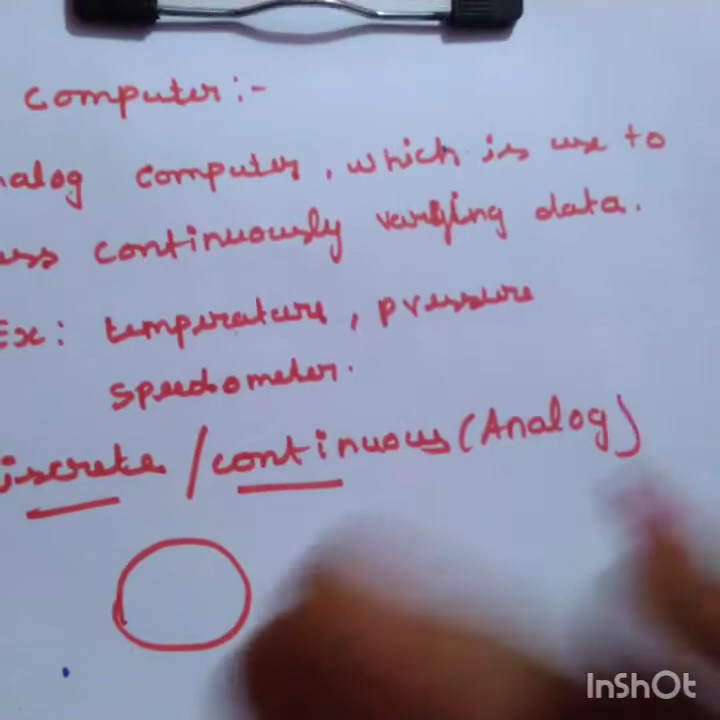 computer:-
nalog computer, which is use to
ess continuously varying data.
Ex: temperature, pressure
speedometer.
iscrete / continuous (Analog)
InShOt